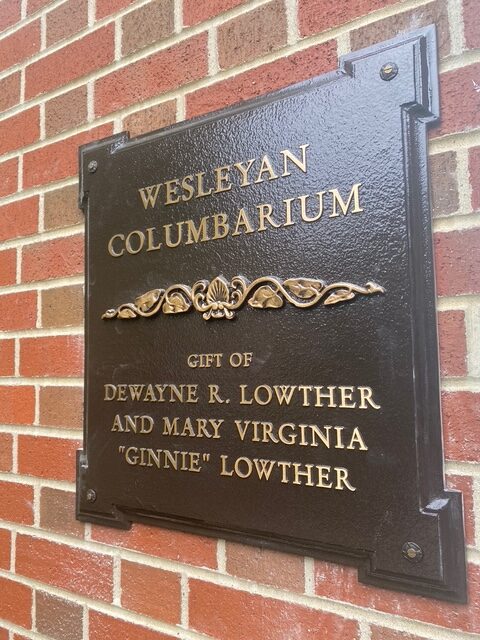 WESLEYAN
COLUMBARIUM
GIFT OF
DEWAYNE R. LOWTHER
AND MARY VIRGINIA
"GINNIE" LOWTHER